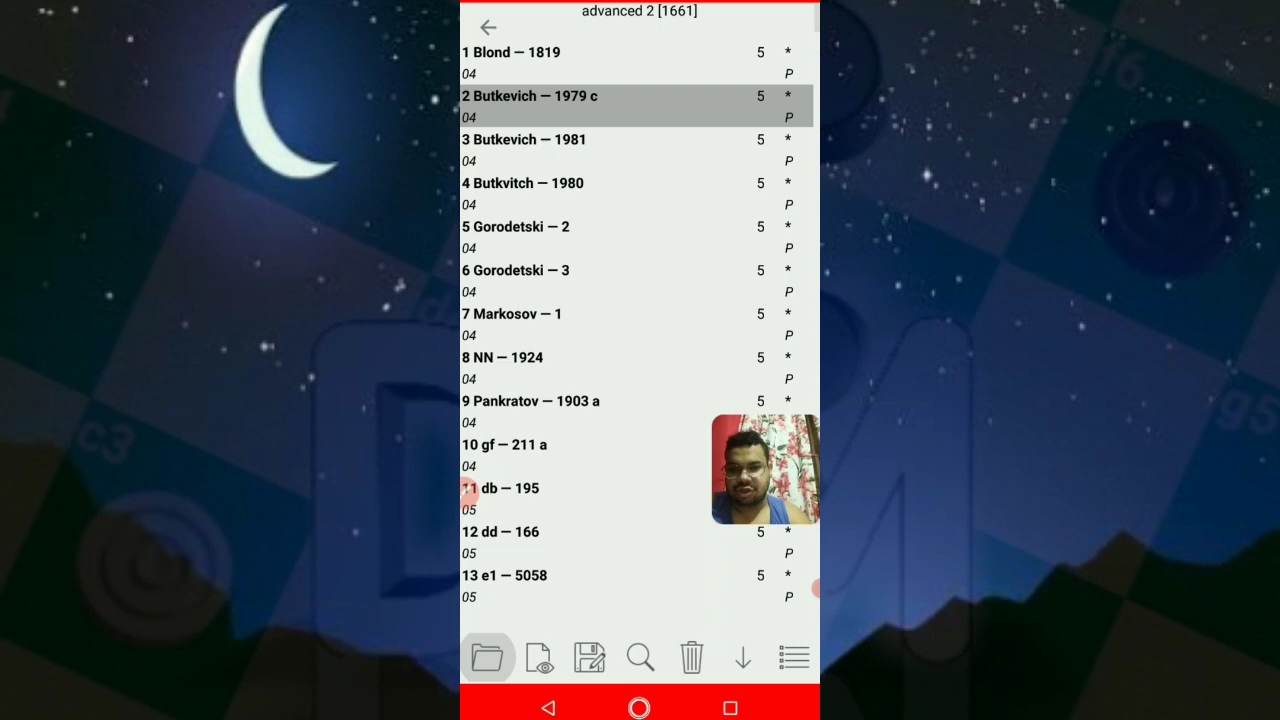 advanced 2 [1661]
1 Blond — 1819 5 *
04 P
2 Butkevich — 1979 c 5 *
04 P
3 Butkevich — 1981 5 *
04 P
4 Butkvitch — 1980 5 *
04 P
5 Gorodetski — 2 5 *
04 P
6 Gorodetski — 3 5 *
04 P
7 Markosov — 1 5 *
04 P
8 NN — 1924 5 *
04 P
9 Pankratov — 1903 a 5 *
04
10 gf — 211 a
04
11 db — 195
05
12 dd — 166 5 *
05 P
13 e1 — 5058 5 *
05 P
f6
c3
g5